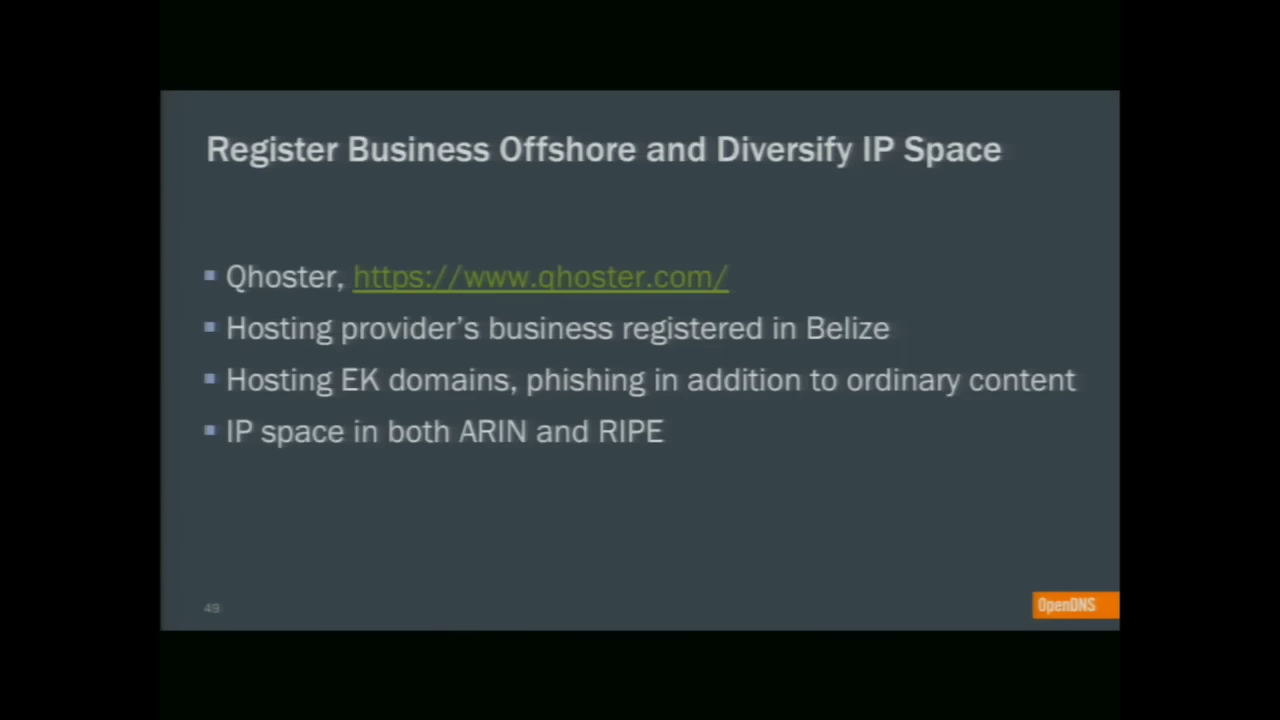 Register Business Offshore and Diversify IP Space
▪ Qhoster, https://www.qhoster.com/
▪ Hosting provider's business registered in Belize
▪ Hosting EK domains, phishing in addition to ordinary content
▪ IP space in both ARIN and RIPE
49
OpenDNS